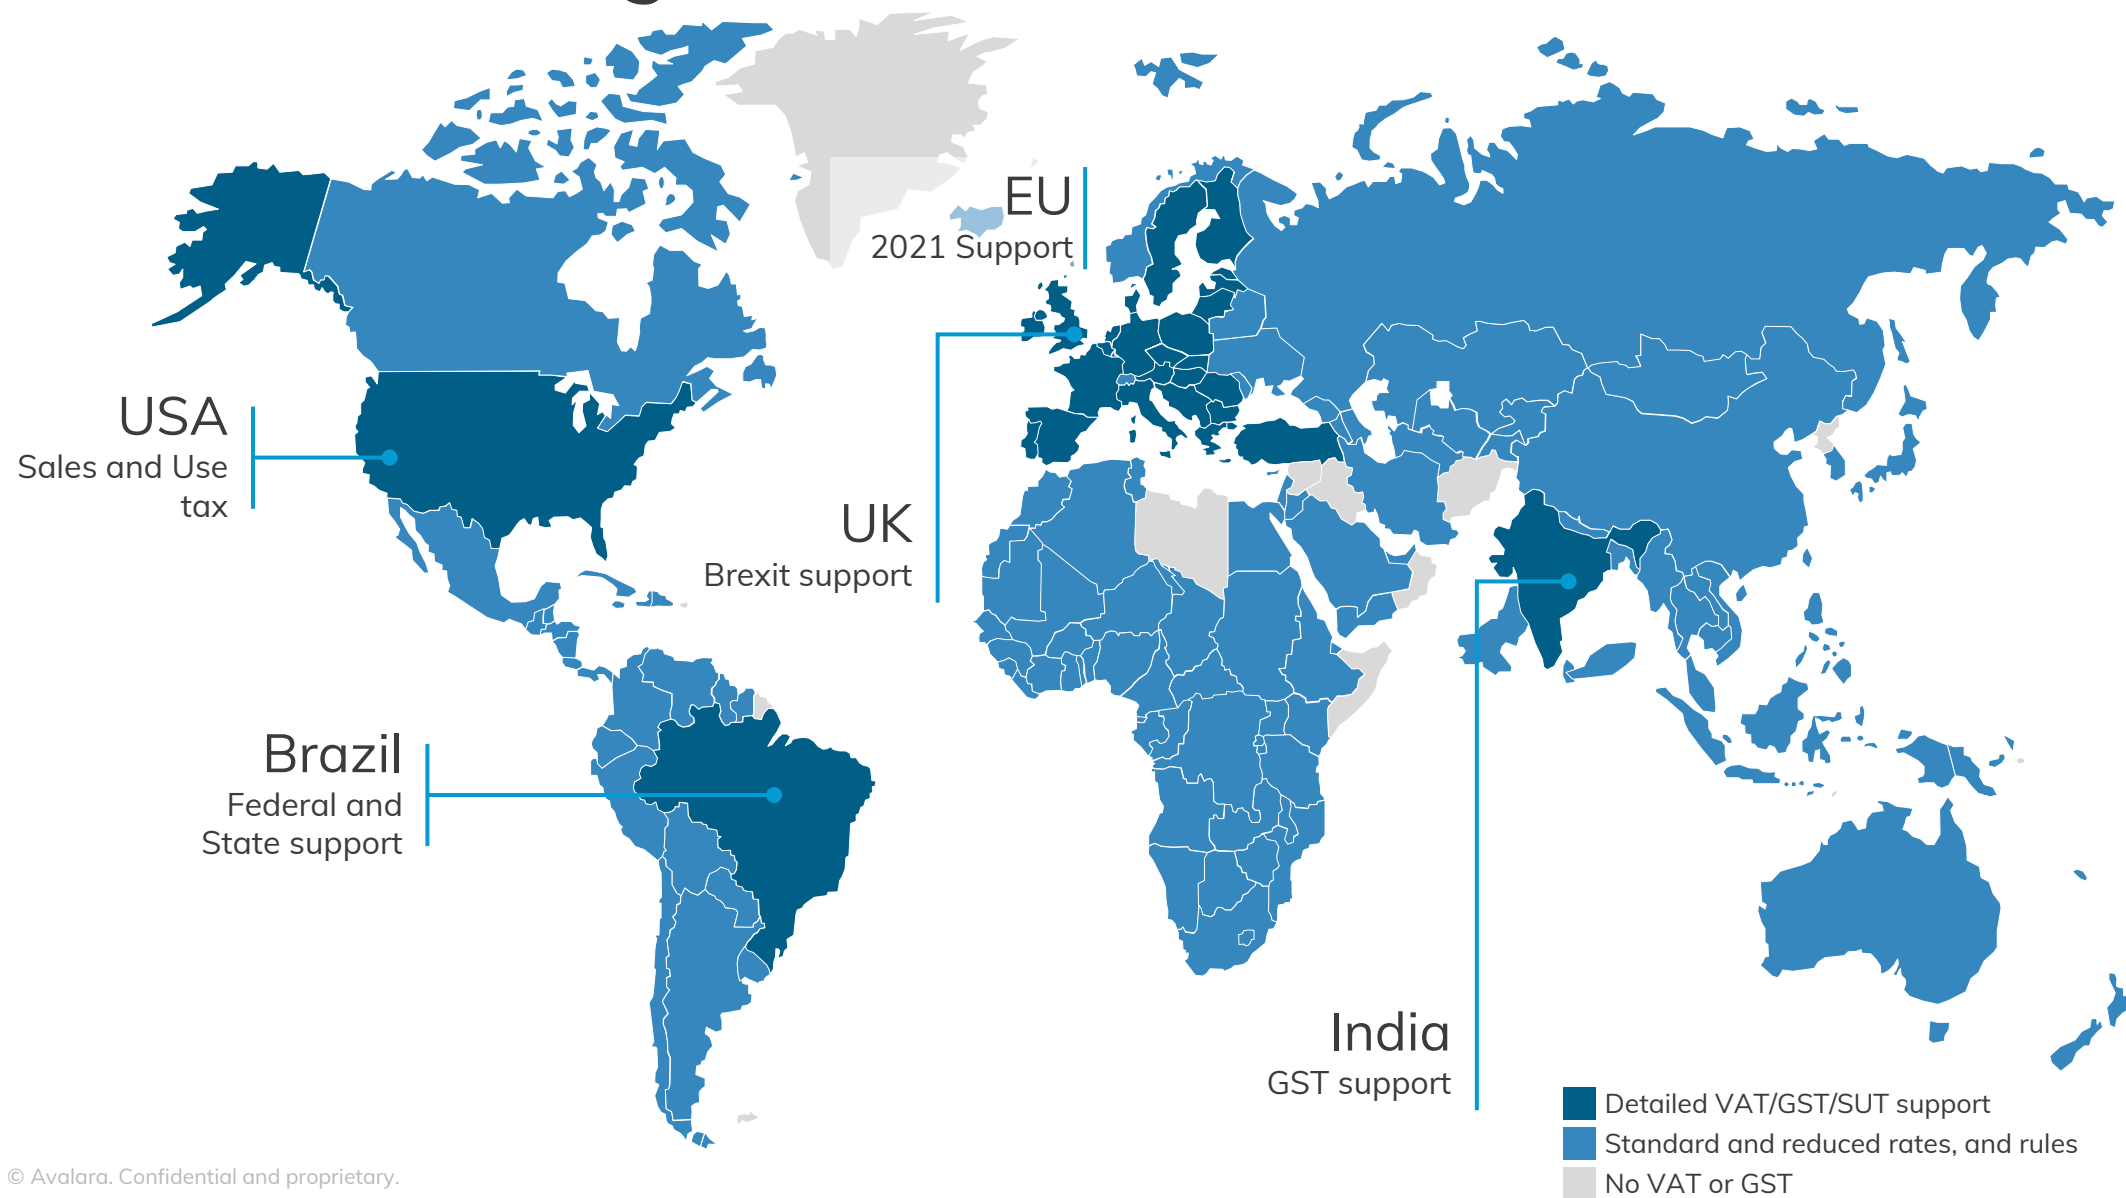 EU
2021 Support
USA
Sales and Use
tax
UK
Brexit support
Brazil
Federal and
State support
India
GST support
Detailed VAT/GST/SUT support
Standard and reduced rates, and rules
No VAT or GST
© Avalara. Confidential and proprietary.